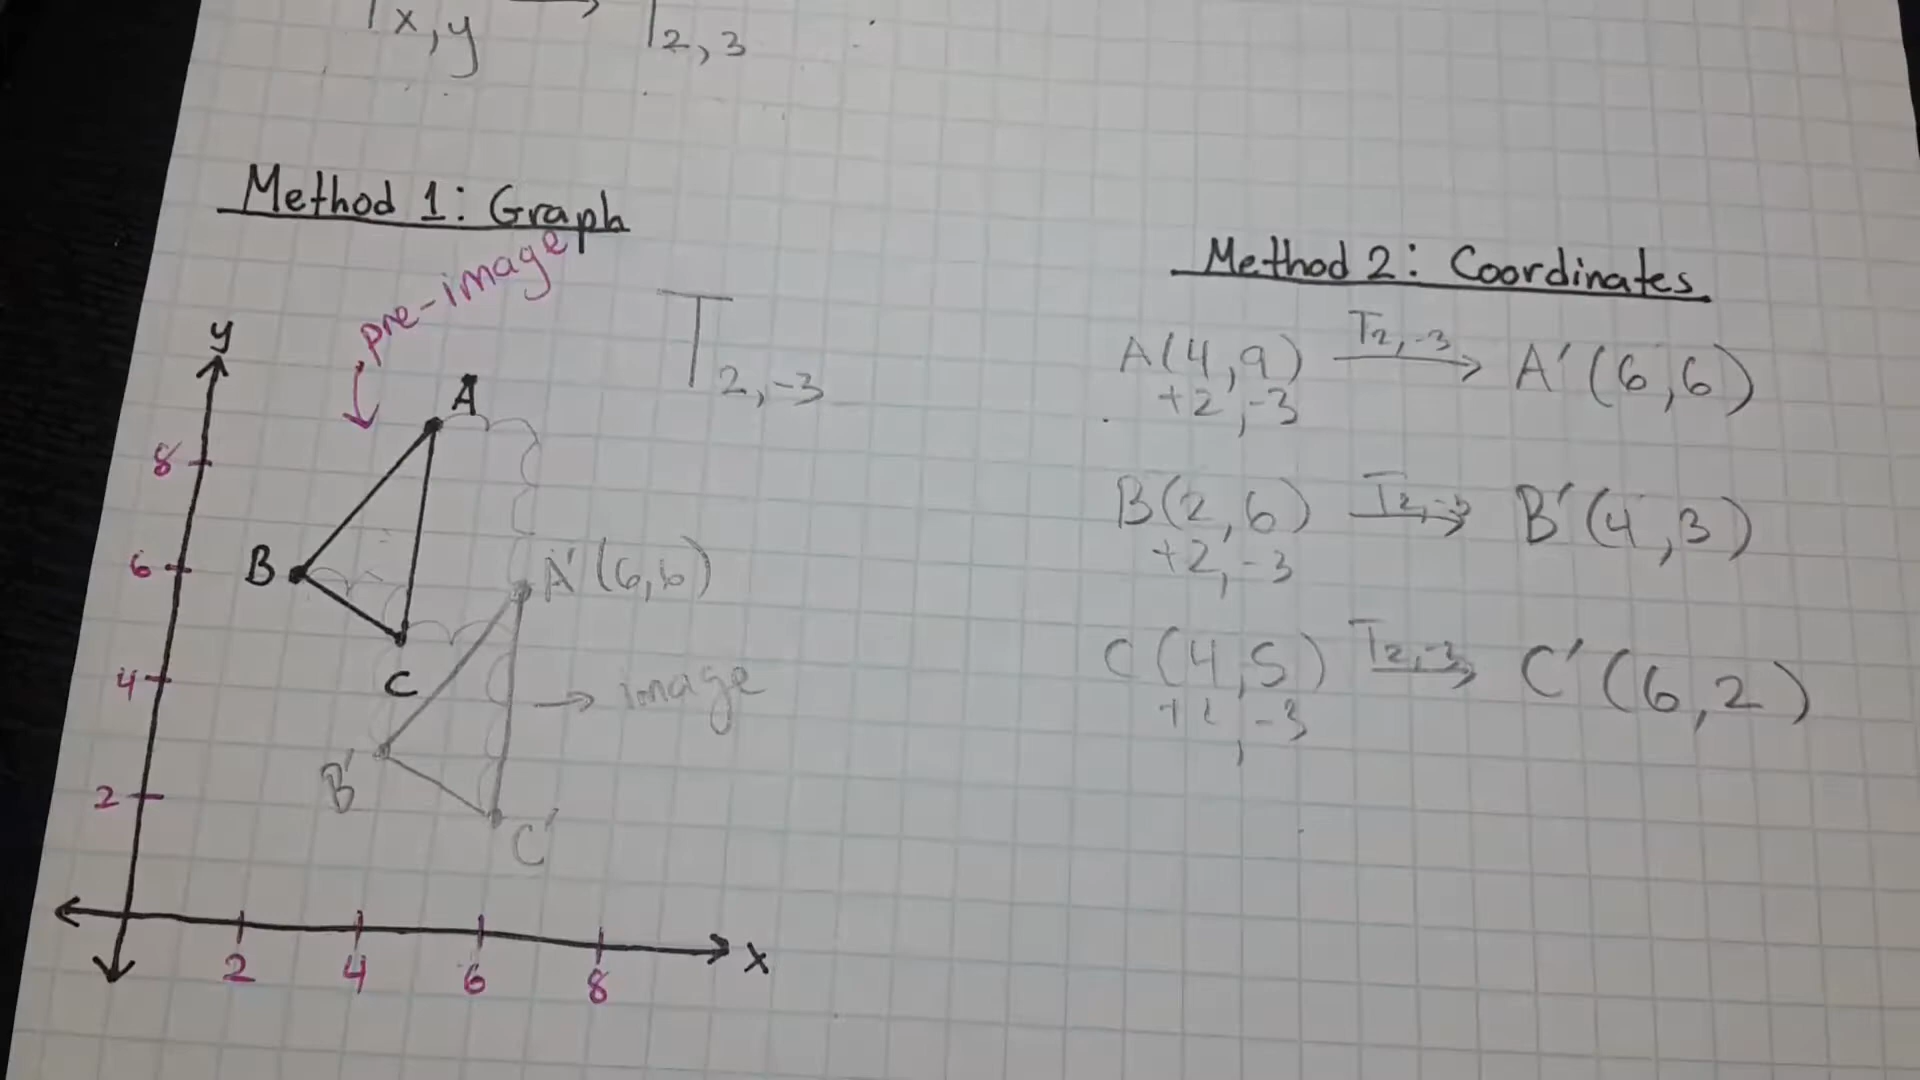 Tx,y → T2,3
Method 1: Graph
pre-image
y
T2,-3
A
8
B
6
A'(6,6)
C
4
→ image
B'
2
C'
x
2 4 6 8
Method 2: Coordinates
A(4,9) T2,-3 → A'(6,6)
+2,-3
B(2,6) T2,-3 → B'(4,3)
+2,-3
C(4,5) T2,-3 → C'(6,2)
+2,-3